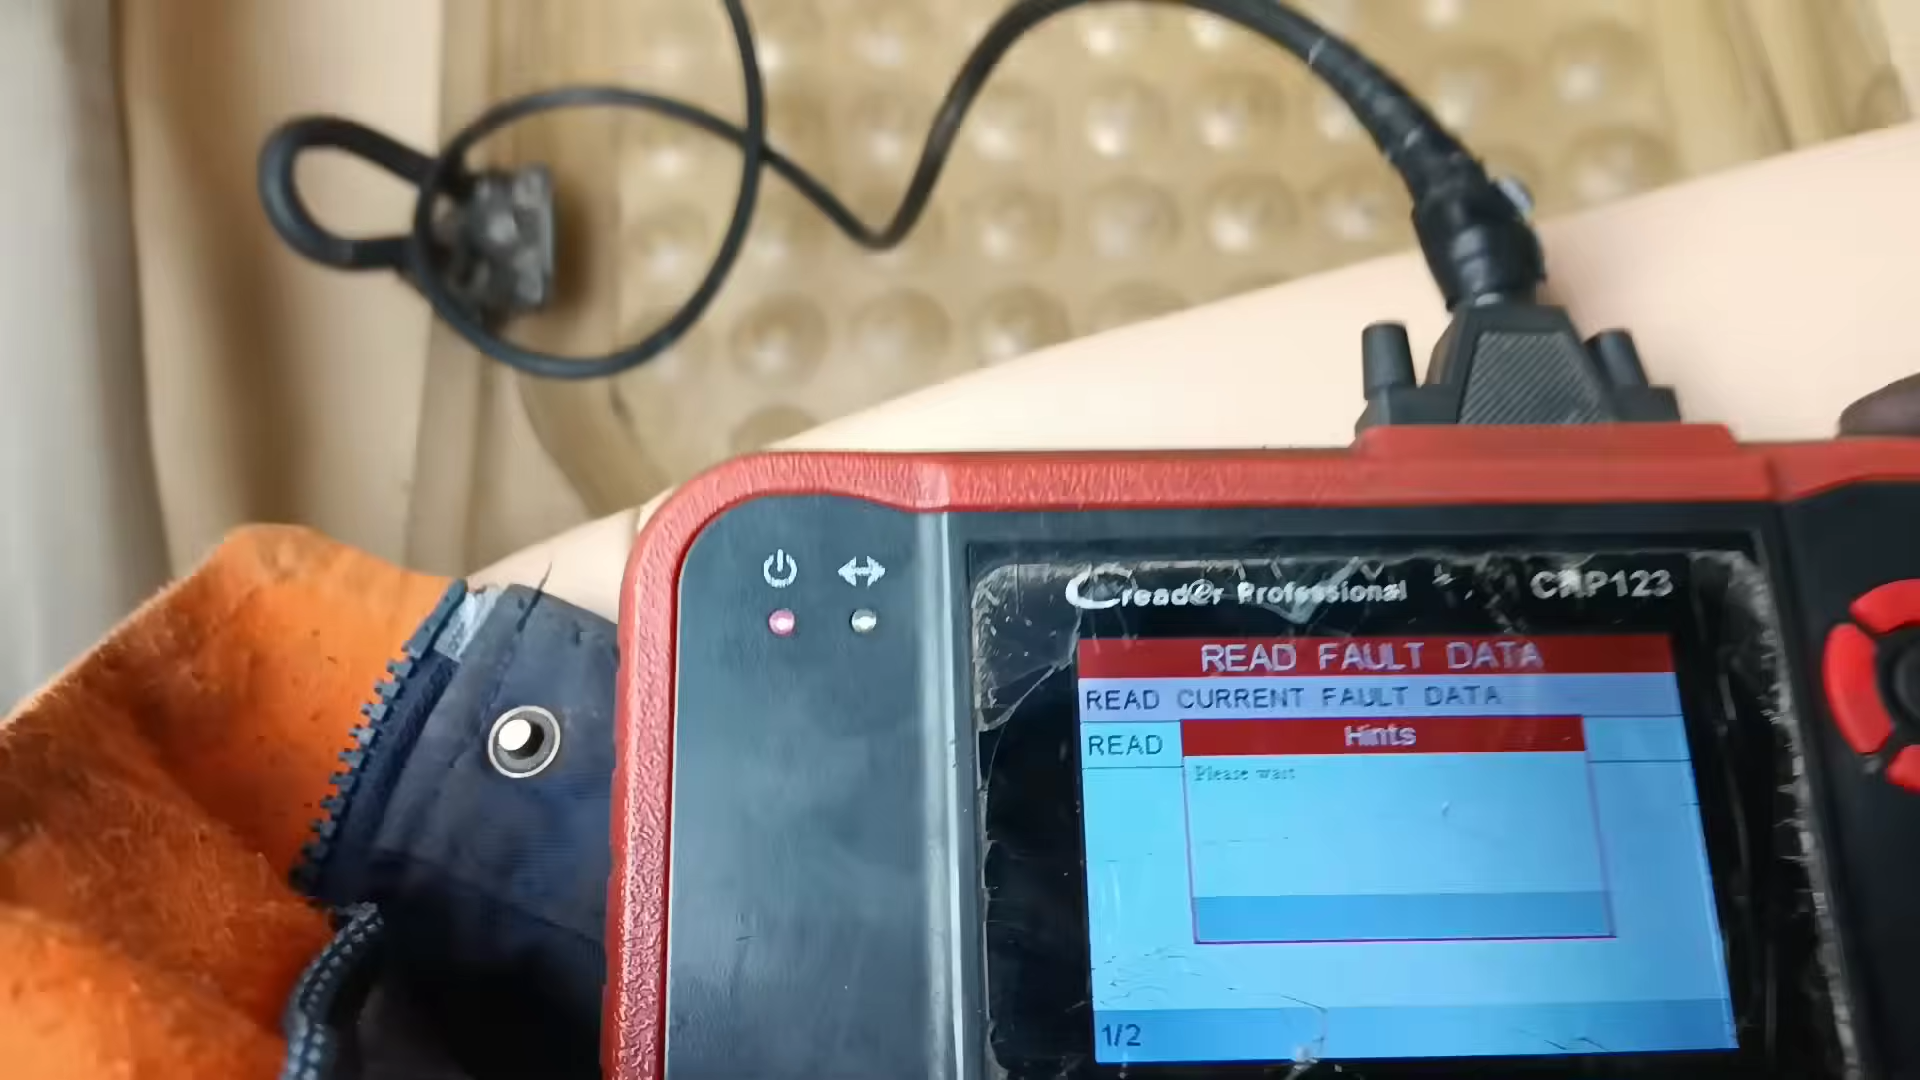 Creader Professional CRP123
READ FAULT DATA
READ CURRENT FAULT DATA
READ
Hints
Please wait
1/2